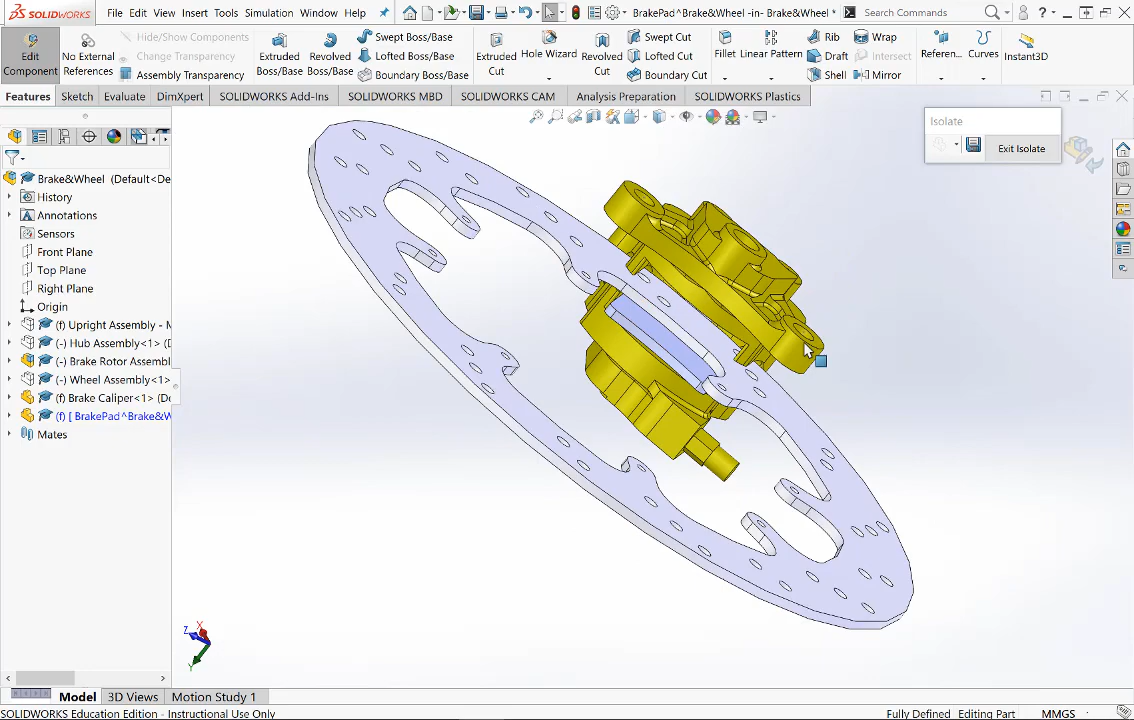 SOLIDWORKS File Edit View Insert Tools Simulation Window Help BrakePad^Brake&Wheel -in- Brake&Wheel * Search Commands ?
Edit Component
No External References
Hide/Show Components
Change Transparency
Assembly Transparency
Extruded Boss/Base
Revolved Boss/Base
Swept Boss/Base
Lofted Boss/Base
Boundary Boss/Base
Extruded Cut
Hole Wizard
Revolved Cut
Swept Cut
Lofted Cut
Boundary Cut
Fillet
Linear Pattern
Rib
Draft
Shell
Wrap
Intersect
Mirror
Referen...
Curves
Instant3D
Features Sketch Evaluate DimXpert SOLIDWORKS Add-Ins SOLIDWORKS MBD SOLIDWORKS CAM Analysis Preparation SOLIDWORKS Plastics
Isolate
Exit Isolate
Brake&Wheel (Default<De
History
Annotations
Sensors
Front Plane
Top Plane
Right Plane
Origin
(f) Upright Assembly - M
(-) Hub Assembly<1> (D
(-) Brake Rotor Assembl
(-) Wheel Assembly<1>
(f) Brake Caliper<1> (De
(f) [ BrakePad^Brake&W
Mates
Z X Y
Model 3D Views Motion Study 1
SOLIDWORKS Education Edition - Instructional Use Only Fully Defined Editing Part MMGS